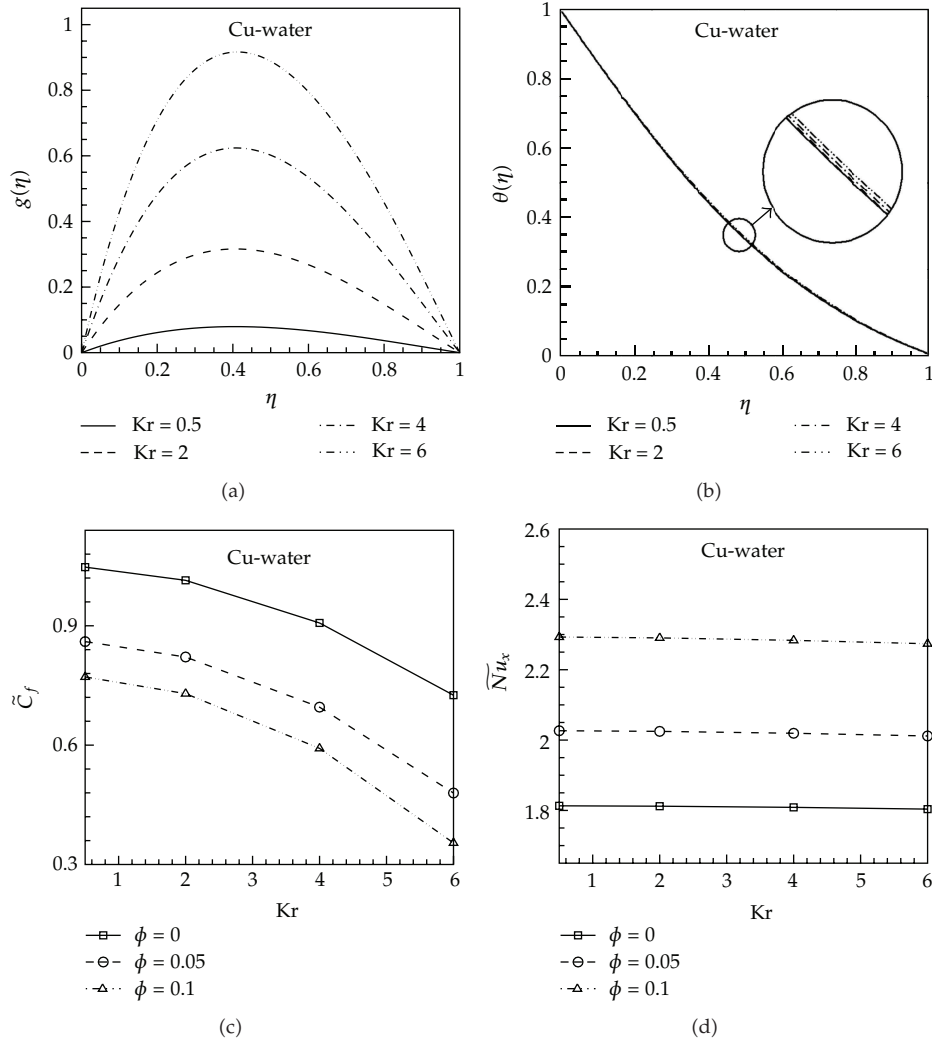 Cu-water
g(η)
1
0.8
0.6
0.4
0.2
0
0 0.2 0.4 0.6 0.8 1
η
Kr = 0.5
Kr = 2
Kr = 4
Kr = 6
(a)
Cu-water
θ(η)
1
0.8
0.6
0.4
0.2
0
0 0.2 0.4 0.6 0.8 1
η
Kr = 0.5
Kr = 2
Kr = 4
Kr = 6
(b)
Cu-water
C̃f
0.9
0.6
0.3
1 2 3 4 5 6
Kr
ϕ = 0
ϕ = 0.05
ϕ = 0.1
(c)
Cu-water
Ñux
2.6
2.4
2.2
2
1.8
1 2 3 4 5 6
Kr
ϕ = 0
ϕ = 0.05
ϕ = 0.1
(d)